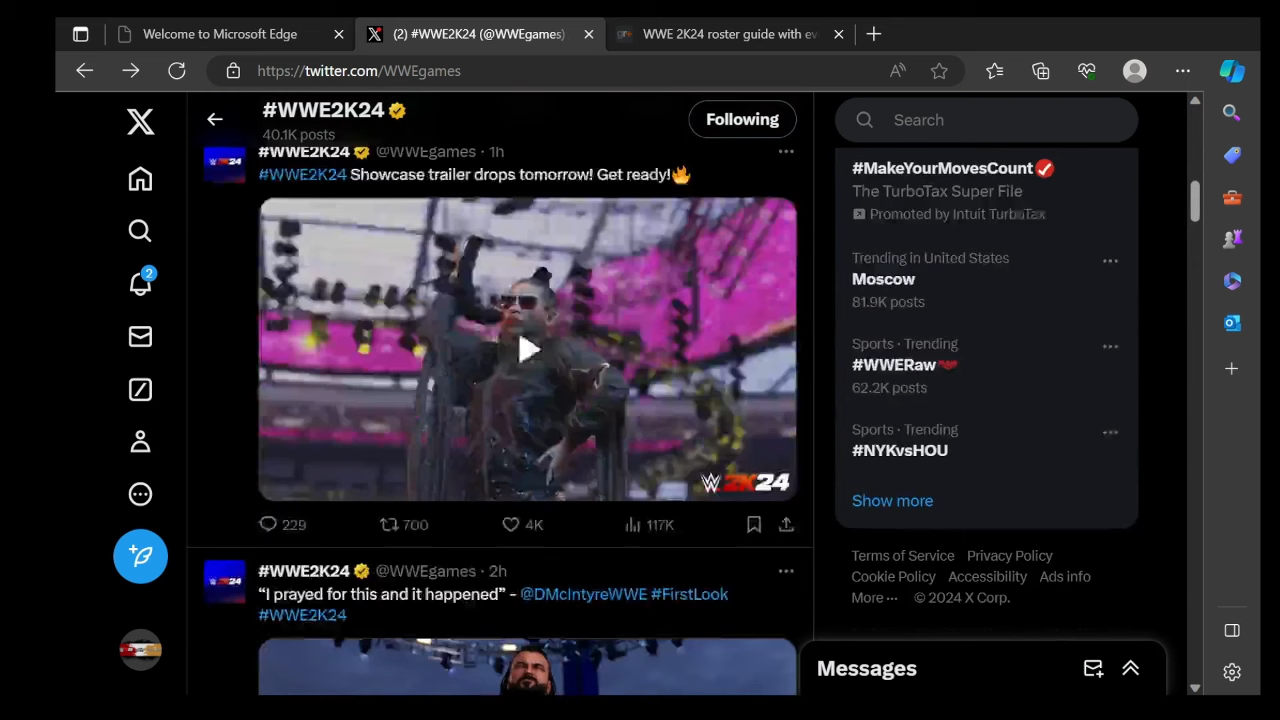 Welcome to Microsoft Edge
(2) #WWE2K24 (@WWEgames)
WWE 2K24 roster guide with ev
https://twitter.com/WWEgames
#WWE2K24
40.1K posts
Following
Search
#WWE2K24 @WWEgames · 1h
#WWE2K24 Showcase trailer drops tomorrow! Get ready!🔥
W 2K24
229 700 4K 117K
#WWE2K24 @WWEgames · 2h
“I prayed for this and it happened” - @DMcIntyreWWE #FirstLook
#WWE2K24
#MakeYourMovesCount
The TurboTax Super File
Promoted by Intuit TurboTax
Trending in United States
Moscow
81.9K posts
Sports · Trending
#WWERaw
62.2K posts
Sports · Trending
#NYKvsHOU
Show more
Terms of Service Privacy Policy
Cookie Policy Accessibility Ads info
More ··· © 2024 X Corp.
Messages
2